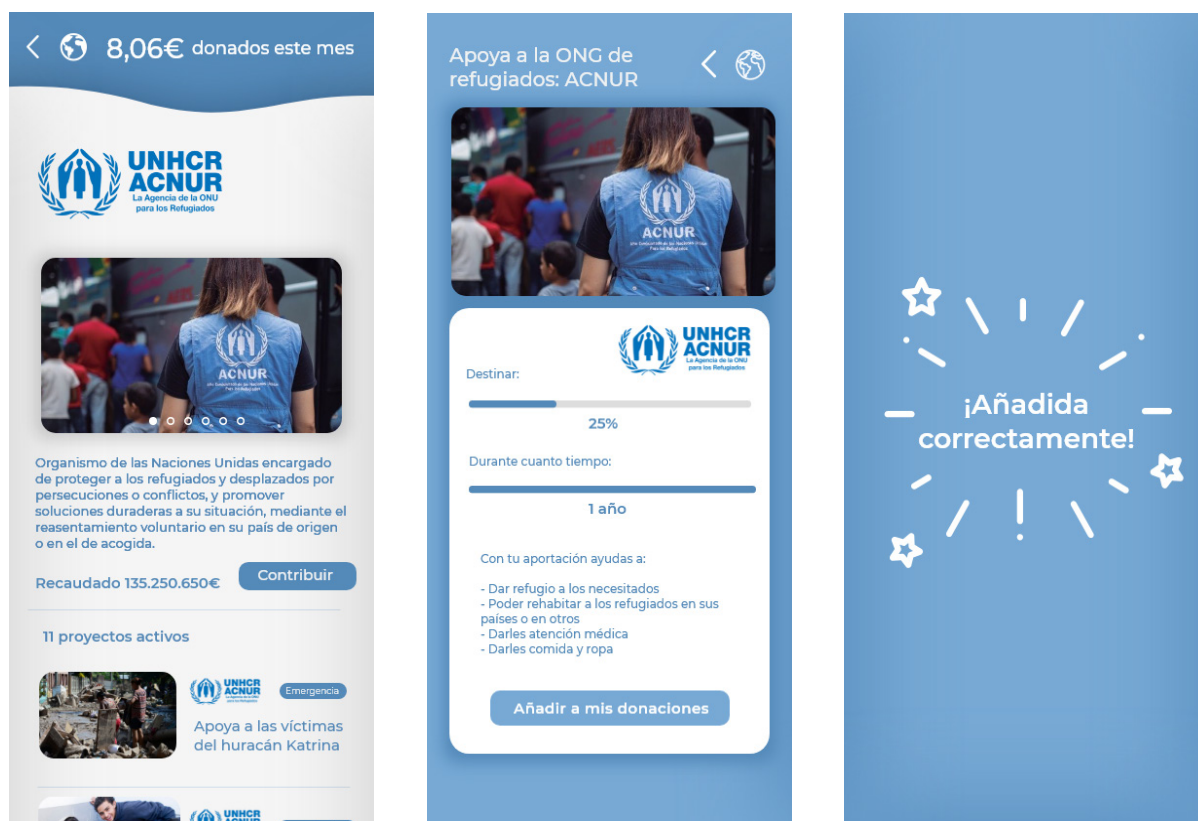 8,06€ donados este mes
UNHCR
ACNUR
La Agencia de la ONU
para los Refugiados
ACNUR
Organismo de las Naciones Unidas encargado
de proteger a los refugiados y desplazados por
persecuciones o conflictos, y promover
soluciones duraderas a su situación, mediante el
reasentamiento voluntario en su país de origen
o en el de acogida.
Recaudado 135.250.650€
Contribuir
11 proyectos activos
UNHCR
ACNUR
Emergencia
Apoya a las víctimas
del huracán Katrina
UNHCR
Apoya a la ONG de
refugiados: ACNUR
ACNUR
UNHCR
ACNUR
La Agencia de la ONU
para los Refugiados
Destinar:
25%
Durante cuanto tiempo:
1 año
Con tu aportación ayudas a:
- Dar refugio a los necesitados
- Poder rehabitar a los refugiados en sus
países o en otros
- Darles atención médica
- Darles comida y ropa
Añadir a mis donaciones
¡Añadida
correctamente!